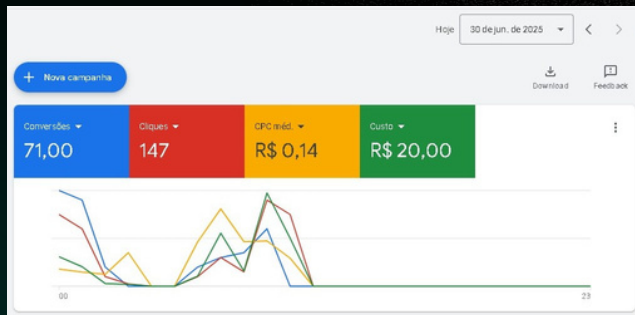 Hoje 30 de jun. de 2025
+ Nova campanha
Download Feedback
Conversões Cliques CPC méd. Custo
71,00 147 R$ 0,14 R$ 20,00
00 23